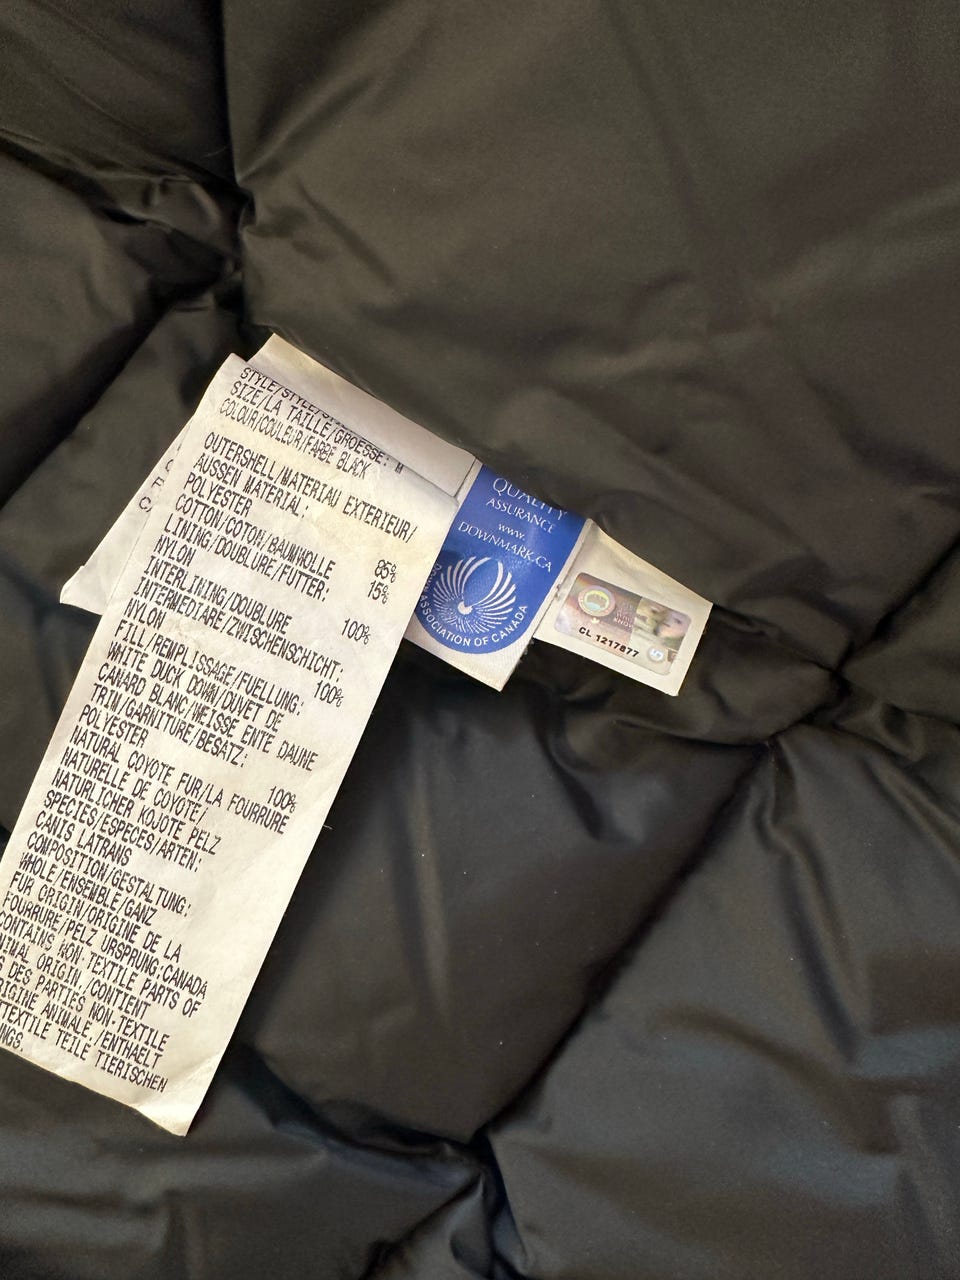 STYLE/STYLE/
SIZE/LA TAILLE/GROESSE: M
COLOUR/COULEUR/FARBE BLACK
OUTERSHELL/MATERIAU EXTERIEUR/
AUSSEN MATERIAL:
POLYESTER 85%
COTTON/COTON/BAUMWOLLE 15%
LINING/DOUBLURE/FUTTER:
NYLON 100%
INTERLINING/DOUBLURE
INTERMEDIARE/ZWISCHENSCHICHT:
NYLON 100%
FILL/REMPLISSAGE/FUELLUNG:
WHITE DUCK DOWN/DUVET DE
CANARD BLANC/WEISSE ENTE DAUNE
TRIM/GARNITURE/BESATZ:
POLYESTER 100%
NATURAL COYOTE FUR/LA FOURRURE
NATURELLE DE COYOTE/
NATURLICHER KOJOTE PELZ
SPECIES/ESPECES/ARTEN:
CANIS LATRANS
COMPOSITION/GESTALTUNG:
WHOLE/ENSEMBLE/GANZ
FUR ORIGIN/ORIGINE DE LA
FOURRURE/PELZ URSPRUNG:CANADA
CONTAINS NON-TEXTILE PARTS OF
ANIMAL ORIGIN./CONTIENT
DES PARTIES NON-TEXTILE
ANIMALE./ENTHAELT
TEXTILE TEILE TIERISCHEN
QUALITY
ASSURANCE
www.
DOWNMARK.CA
DOWN ASSOCIATION OF CANADA
CL 1217877